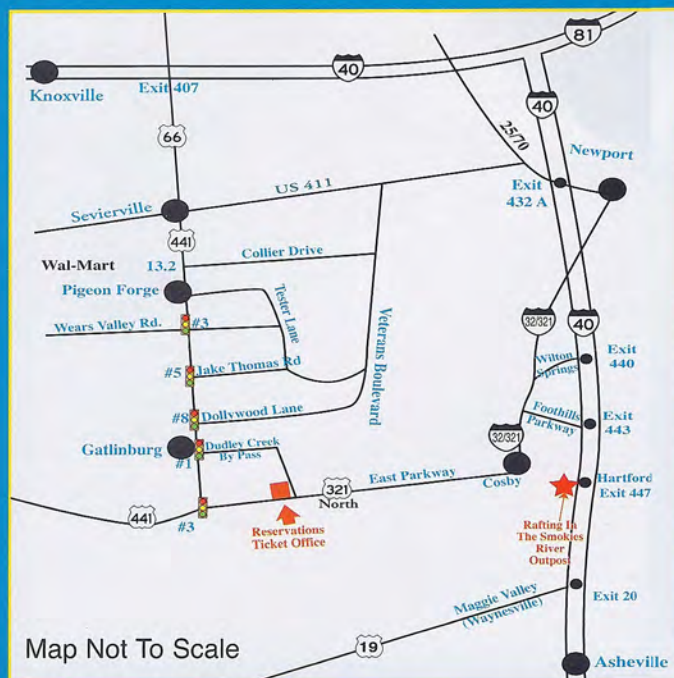 81
40
Knoxville
Exit 407
40
66
25/70
Newport
Exit
432 A
US 411
Sevierville
441
Collier Drive
Wal-Mart
13.2
Pigeon Forge
Tester Lane
Veterans Boulevard
32/321
40
Wears Valley Rd.
#3
Exit
440
Wilton
Springs
#5
Jake Thomas Rd
#8
Dollywood Lane
Foothills
Parkway
Exit
443
32/321
Gatlinburg
#1
Dudley Creek
By Pass
East Parkway
Cosby
Hartford
Exit 447
441
#3
321
North
Reservations
Ticket Office
Rafting In
The Smokies
River
Outpost
Maggie Valley
(Waynesville)
Exit 20
19
Map Not To Scale
Asheville